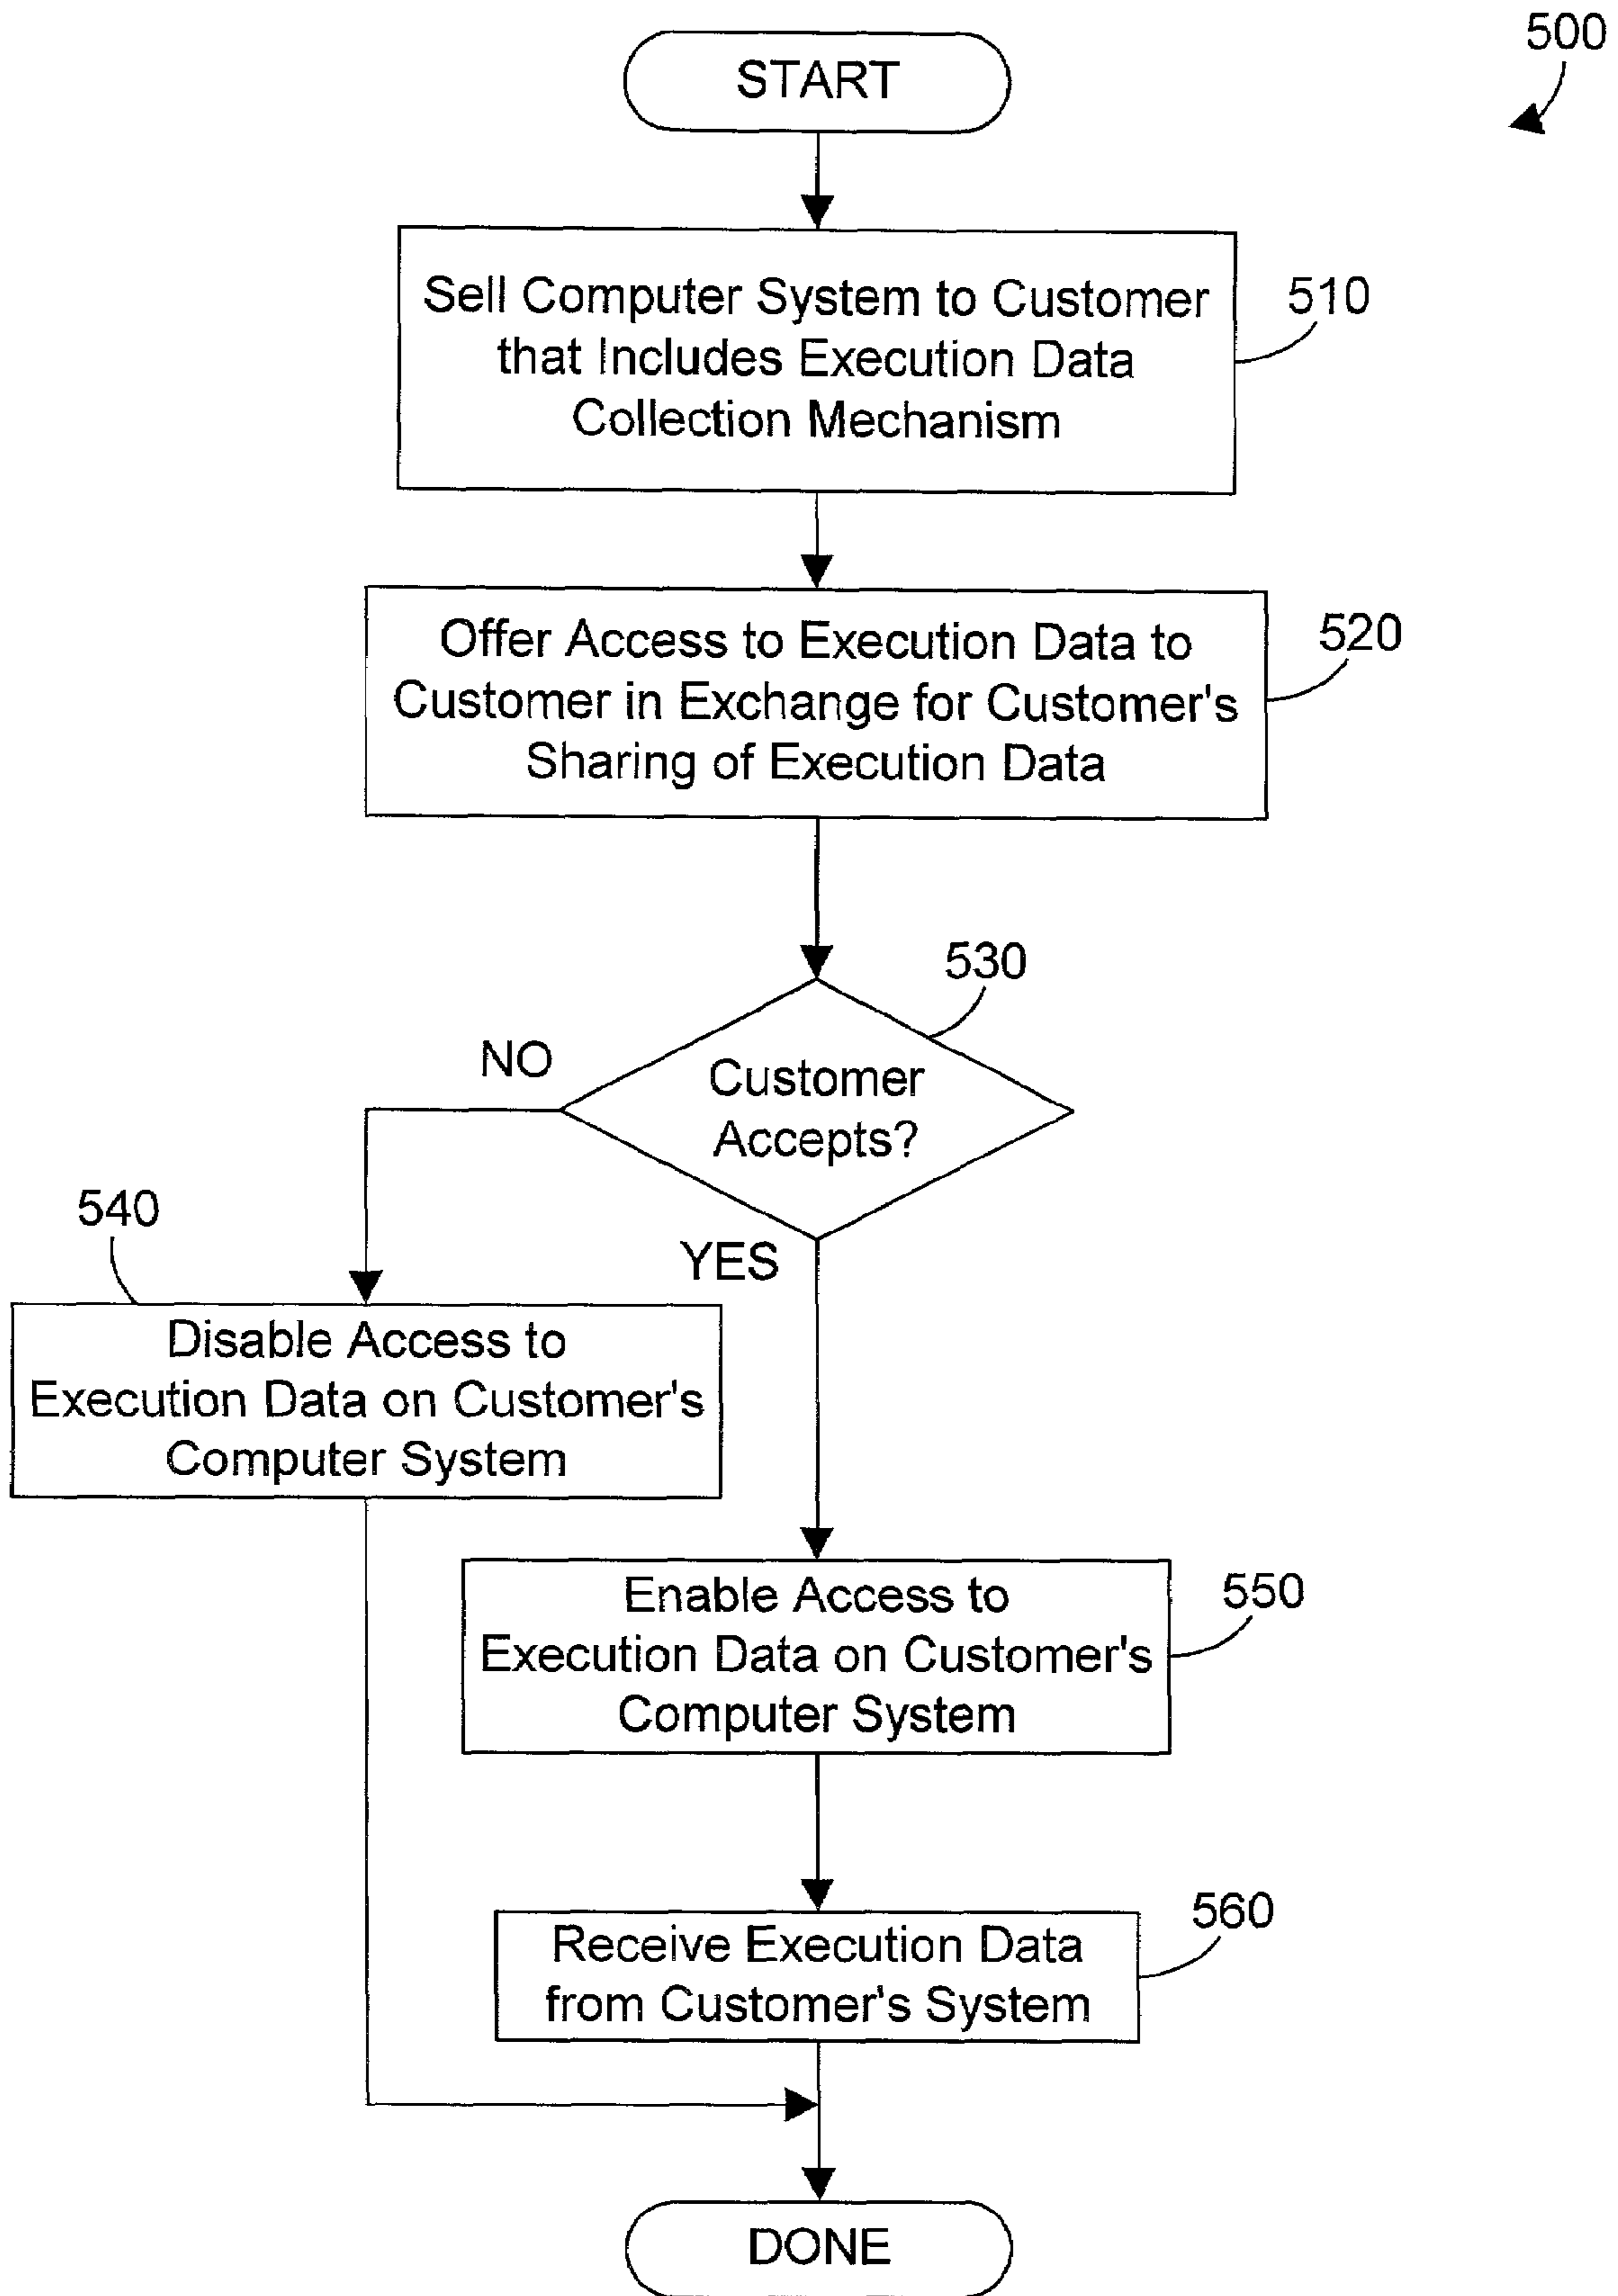 500
START
Sell Computer System to Customer
that Includes Execution Data
Collection Mechanism
510
Offer Access to Execution Data to
Customer in Exchange for Customer's
Sharing of Execution Data
520
530
Customer
Accepts?
NO
YES
540
Disable Access to
Execution Data on Customer's
Computer System
Enable Access to
Execution Data on Customer's
Computer System
550
Receive Execution Data
from Customer's System
560
DONE